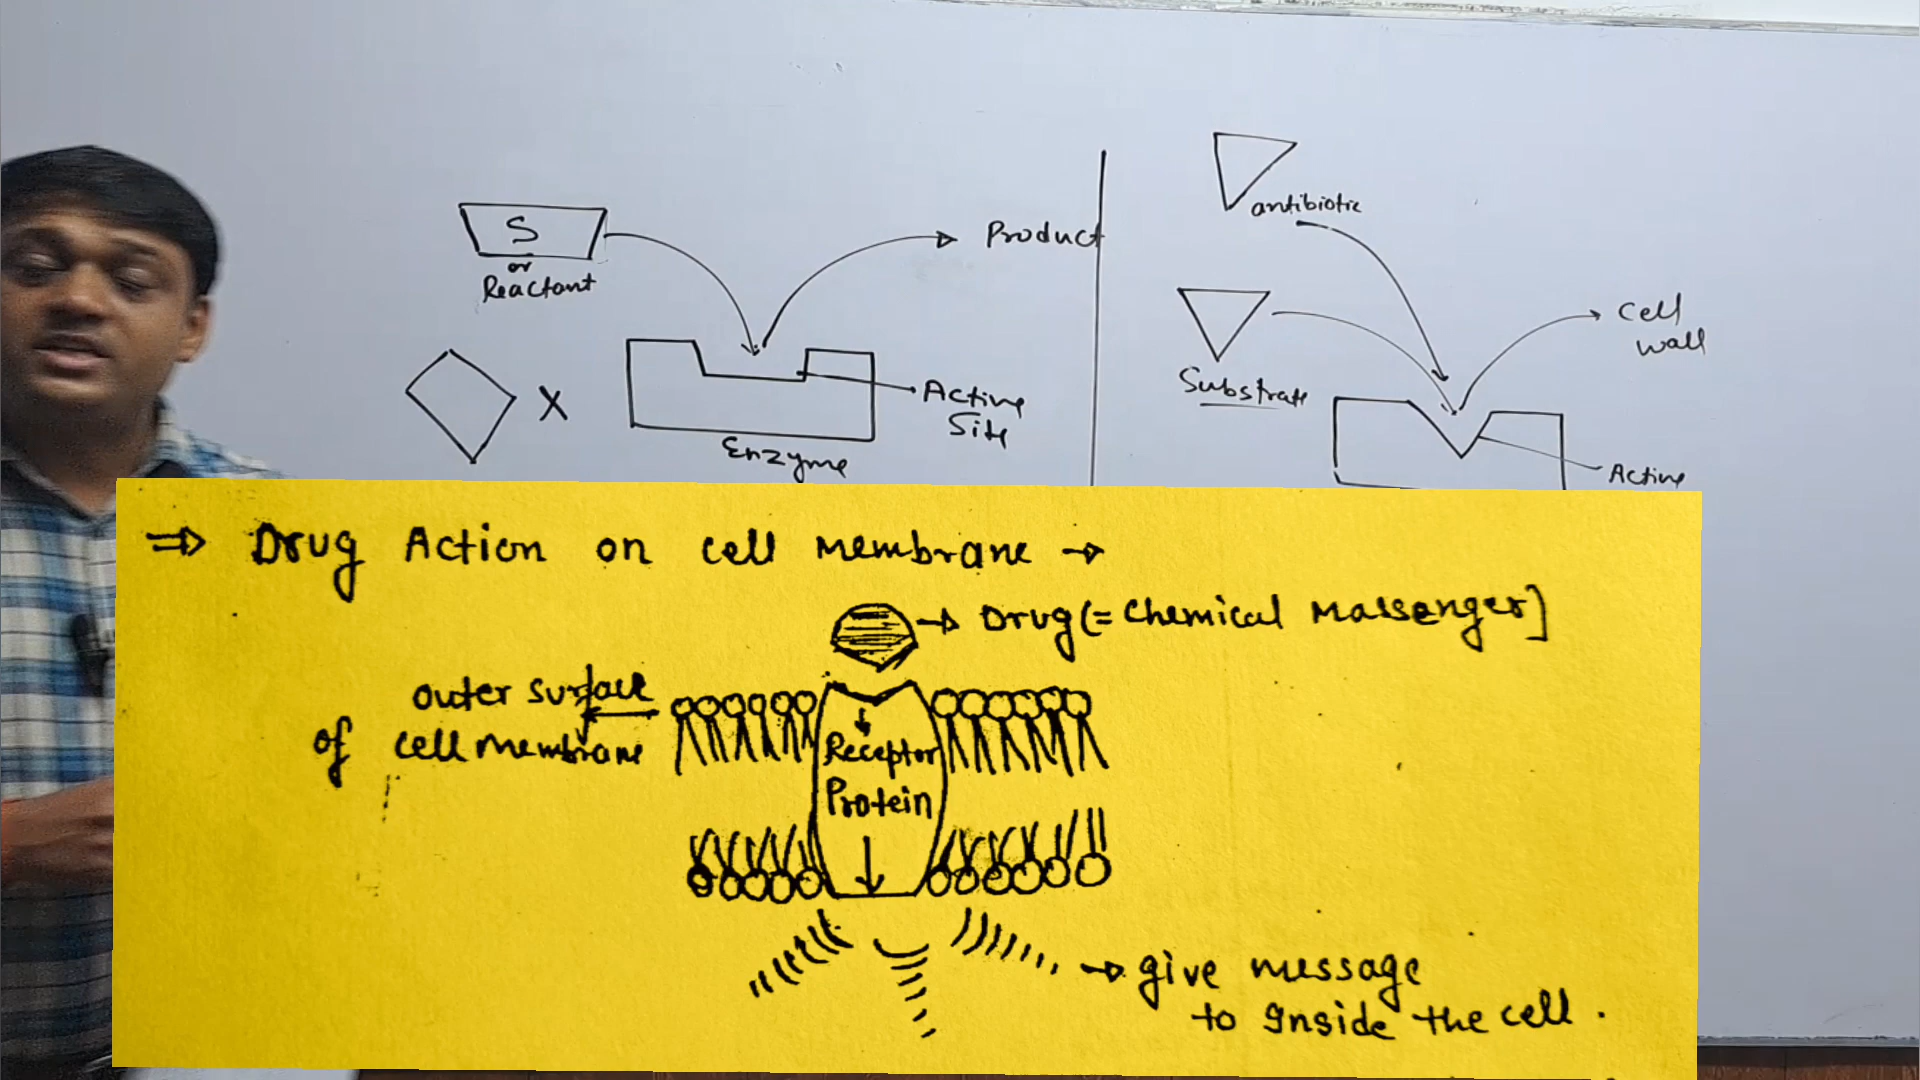 S
or
Reactant
Product
X
Active
Site
Enzyme
antibiotic
Substrate
Cell
wall
Active
⇒ Drug Action on cell membrane →
→ Drug (= Chemical Massenger]
outer surface
of cell membrane
Receptor
Protein
→ give message
to inside the cell.